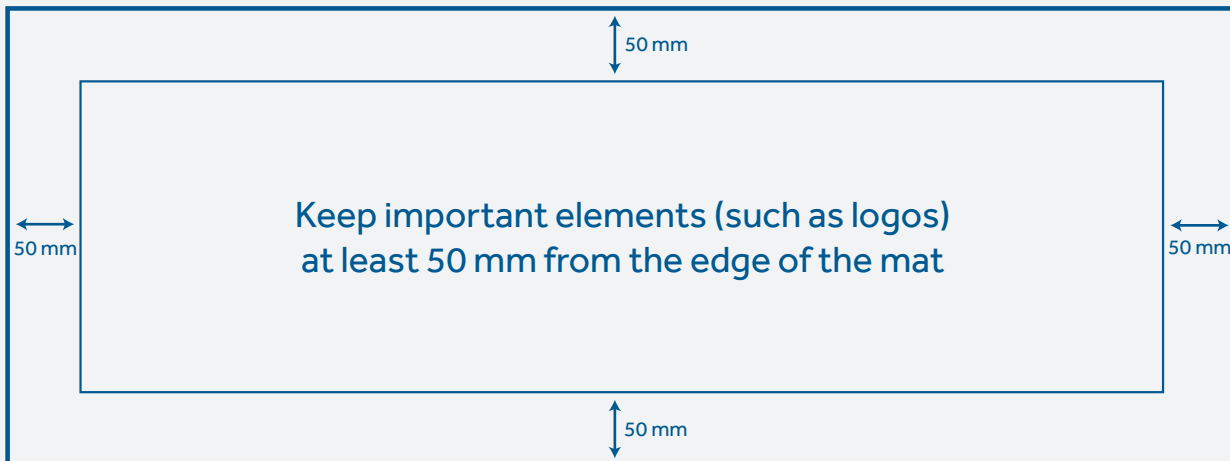 50 mm
Keep important elements (such as logos)
at least 50 mm from the edge of the mat
50 mm
50 mm
50 mm